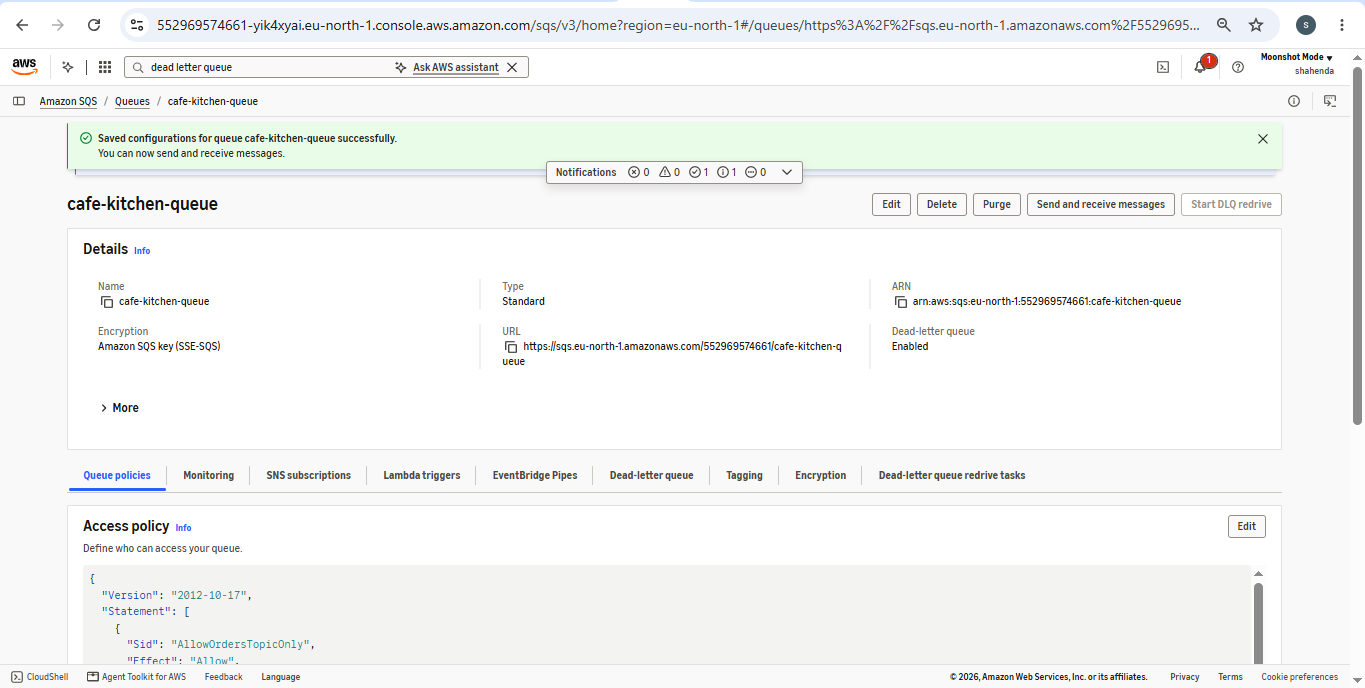 552969574661-yik4xyai.eu-north-1.console.aws.amazon.com/sqs/v3/home?region=eu-north-1#/queues/https%3A%2F%2Fsqs.eu-north-1.amazonaws.com%2F5529695...
S
aws
dead letter queue
Ask AWS assistant
1
Moonshot Mode
shahenda
Amazon SQS / Queues / cafe-kitchen-queue
Saved configurations for queue cafe-kitchen-queue successfully.
You can now send and receive messages.
Notifications 0 0 1 1 0
cafe-kitchen-queue
Edit Delete Purge Send and receive messages Start DLQ redrive
Details Info
Name Type ARN
cafe-kitchen-queue Standard arn:aws:sqs:eu-north-1:552969574661:cafe-kitchen-queue
Encryption URL Dead-letter queue
Amazon SQS key (SSE-SQS) https://sqs.eu-north-1.amazonaws.com/552969574661/cafe-kitchen-q Enabled
ueue
More
Queue policies Monitoring SNS subscriptions Lambda triggers EventBridge Pipes Dead-letter queue Tagging Encryption Dead-letter queue redrive tasks
Access policy Info Edit
Define who can access your queue.
{
"Version": "2012-10-17",
"Statement": [
{
"Sid": "AllowOrdersTopicOnly",
"Effect": "Allow",
CloudShell Agent Toolkit for AWS Feedback Language © 2026, Amazon Web Services, Inc. or its affiliates. Privacy Terms Cookie preferences